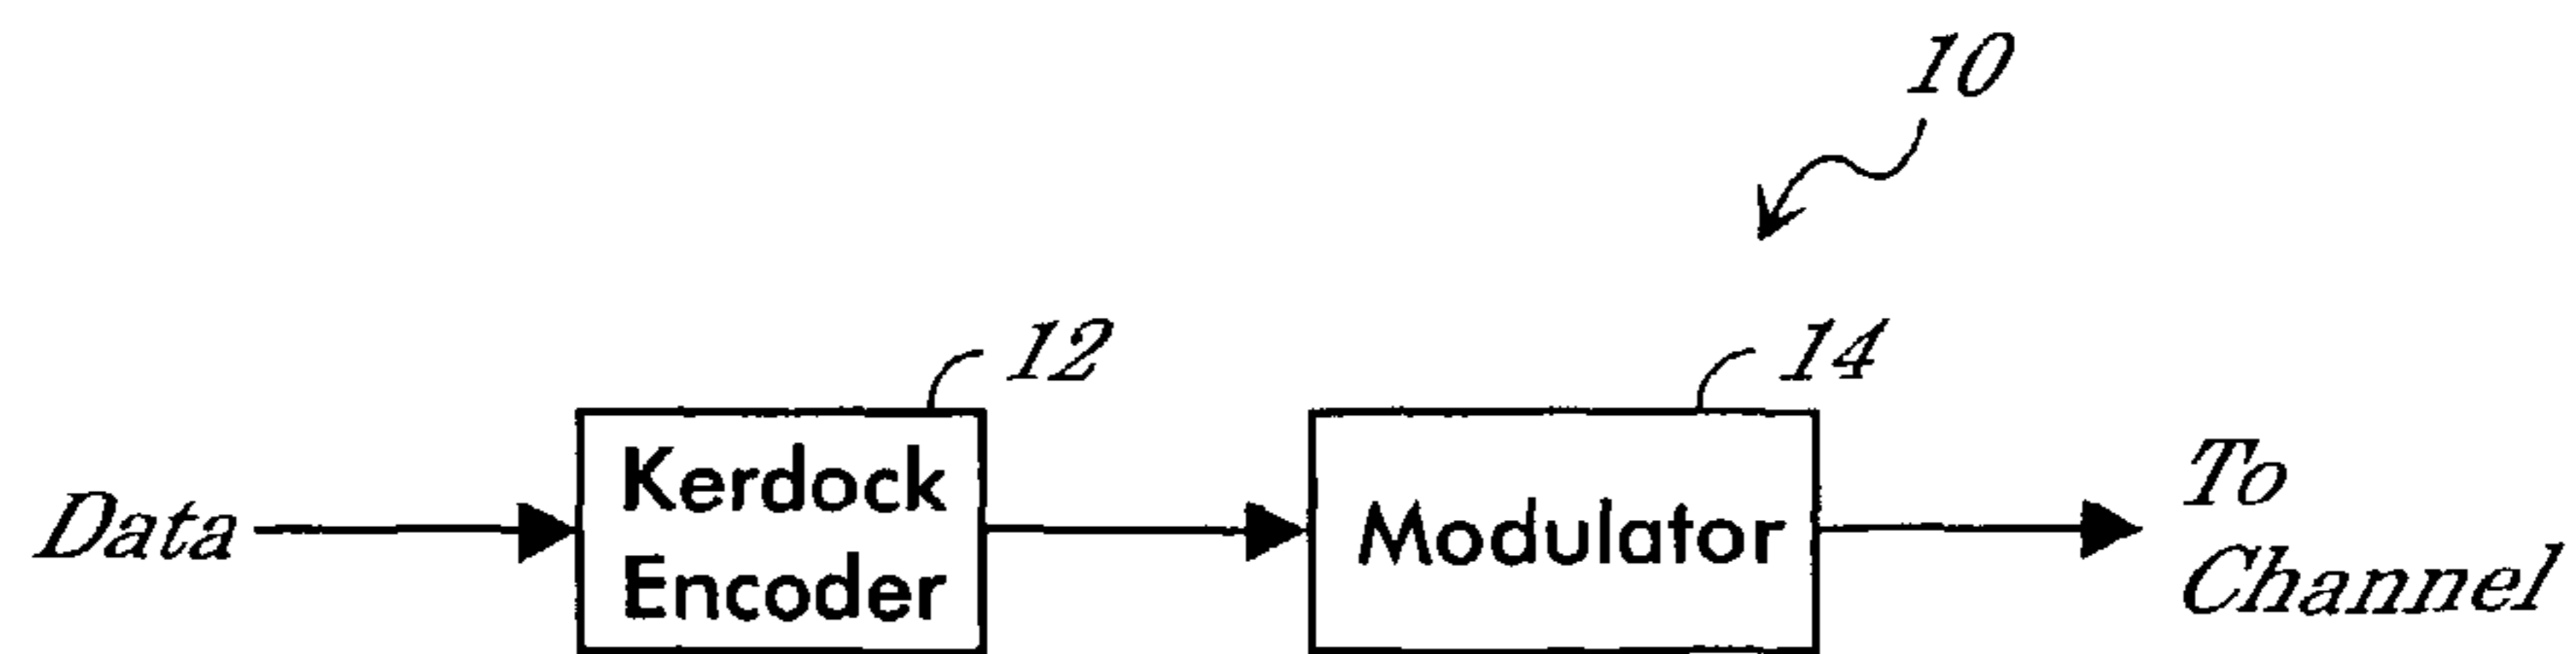 10
12
14
Data
Kerdock
Encoder
Modulator
To
Channel